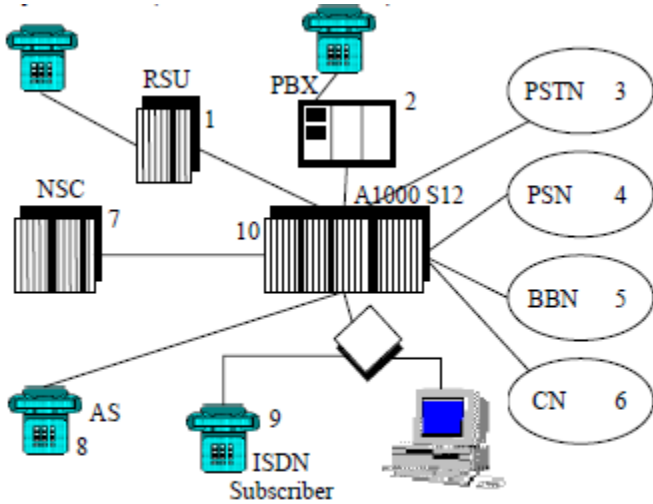 RSU
1
PBX
2
PSTN 3
PSN 4
BBN 5
CN 6
NSC
7
10
A1000 S12
AS
8
9
ISDN
Subscriber